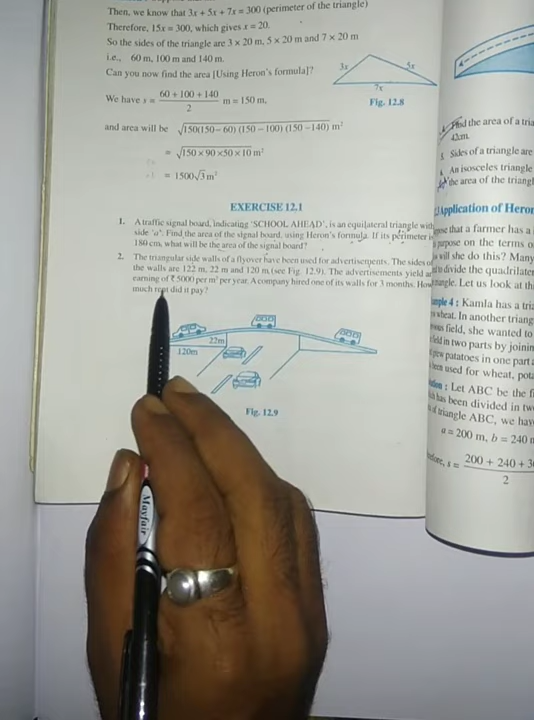 Then, we know that 3x + 5x + 7x = 300 (perimeter of the triangle)
Therefore, 15x = 300, which gives x = 20.
So the sides of the triangle are 3 × 20 m, 5 × 20 m and 7 × 20 m
i.e., 60 m, 100 m and 140 m.
Can you now find the area [Using Heron's formula]?
3x 5x
7x
Fig. 12.8
We have s = (60 + 100 + 140)/2 m = 150 m,
and area will be √150(150 – 60) (150 – 100) (150 – 140) m²
= √150 × 90 × 50 × 10 m²
= 1500√3 m²
EXERCISE 12.1
1. A traffic signal board, indicating 'SCHOOL AHEAD', is an equilateral triangle with
side 'a'. Find the area of the signal board, using Heron's formula. If its perimeter is
180 cm, what will be the area of the signal board?
2. The triangular side walls of a flyover have been used for advertisements. The sides of
the walls are 122 m, 22 m and 120 m (see Fig. 12.9). The advertisements yield an
earning of ₹ 5000 per m² per year. A company hired one of its walls for 3 months. How
much rent did it pay?
22m
120m
Fig. 12.9
Mayfair
Find the area of a tria
42cm.
5. Sides of a triangle are
An isosceles triangle
the area of the triangl
Application of Heron
that a farmer has a
purpose on the terms o
will she do this? Many
to divide the quadrilater
Let us look at th
4 : Kamla has a tria
wheat. In another triang
field, she wanted to
in two parts by joinin
patatoes in one part a
used for wheat, pota
: Let ABC be the fi
has been divided in tw
triangle ABC, we hav
a = 200 m, b = 240 m
s = (200 + 240 + 3)/2